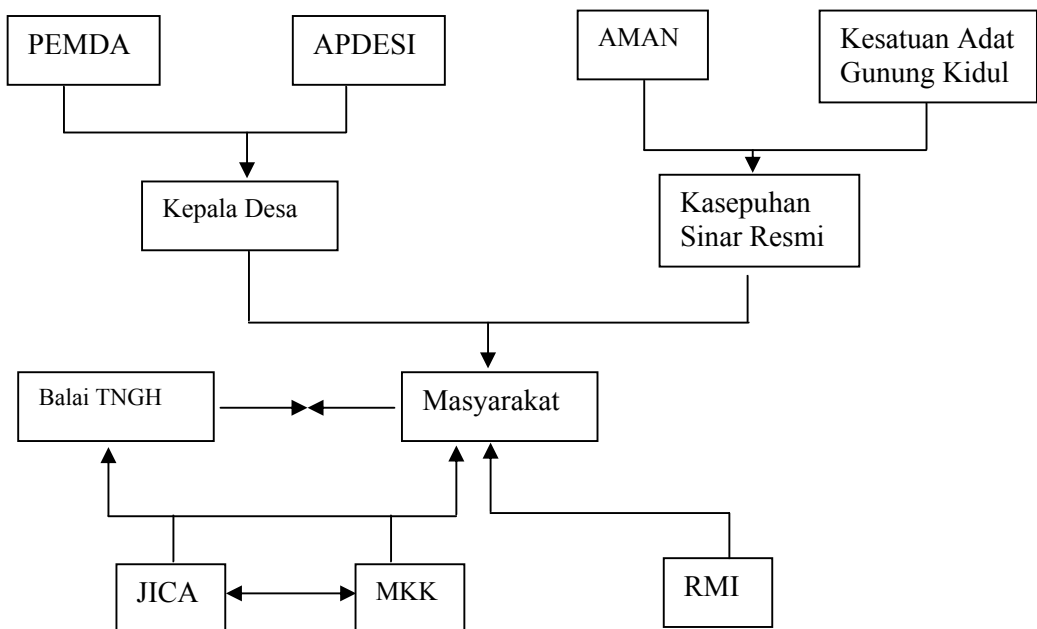 PEMDA
APDESI
AMAN
Kesatuan Adat
Gunung Kidul
Kepala Desa
Kasepuhan
Sinar Resmi
Balai TNGH
Masyarakat
JICA
MKK
RMI